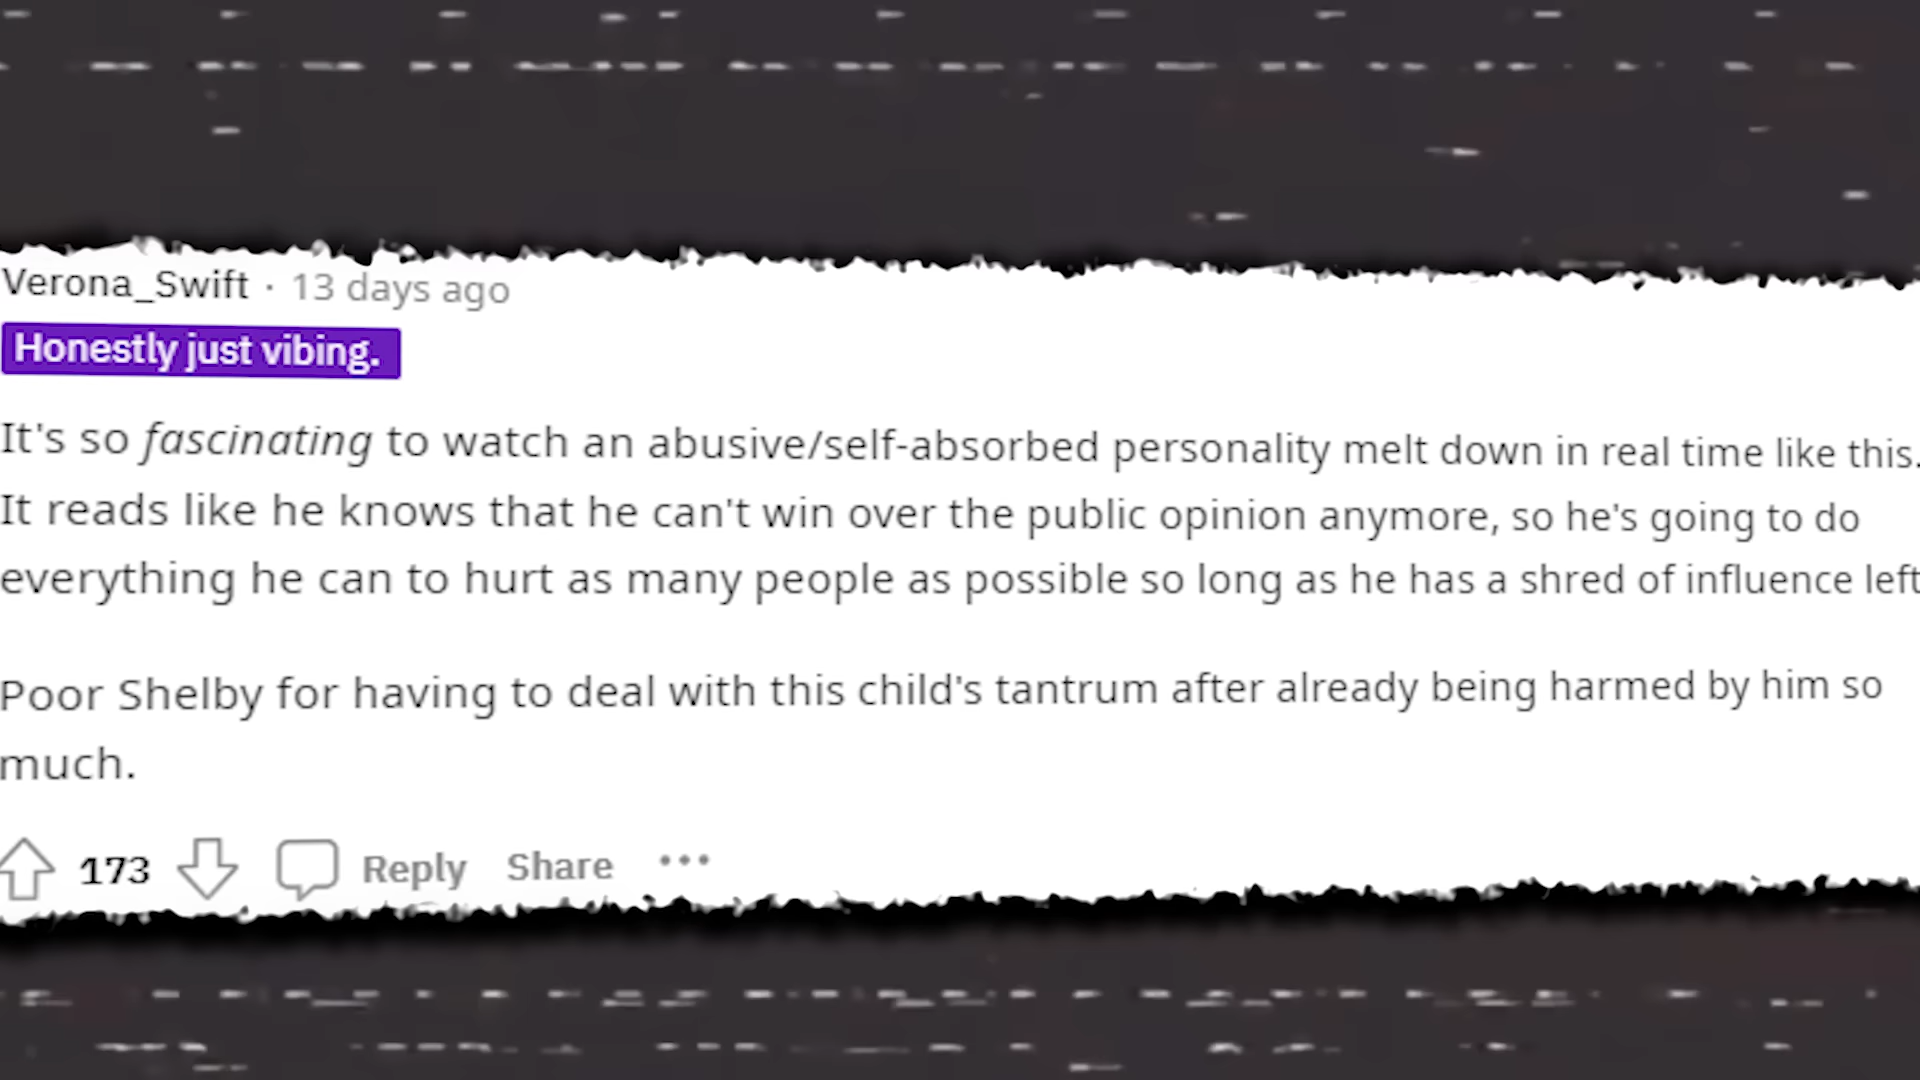 Verona_Swift · 13 days ago
Honestly just vibing.
It's so fascinating to watch an abusive/self-absorbed personality melt down in real time like this.
It reads like he knows that he can't win over the public opinion anymore, so he's going to do
everything he can to hurt as many people as possible so long as he has a shred of influence left
Poor Shelby for having to deal with this child's tantrum after already being harmed by him so
much.
173 Reply Share ···